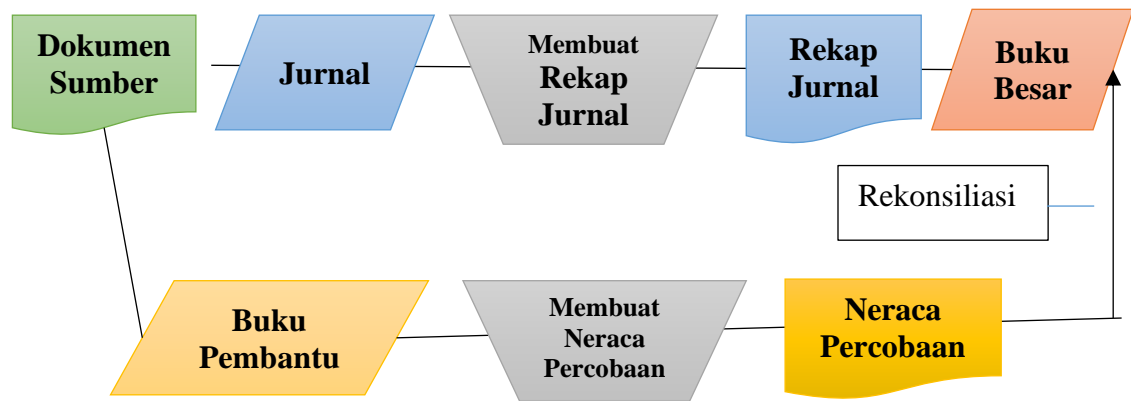 Dokumen
Sumber
Jurnal
Membuat
Rekap
Jurnal
Rekap
Jurnal
Buku
Besar
Rekonsiliasi
Buku
Pembantu
Membuat
Neraca
Percobaan
Neraca
Percobaan